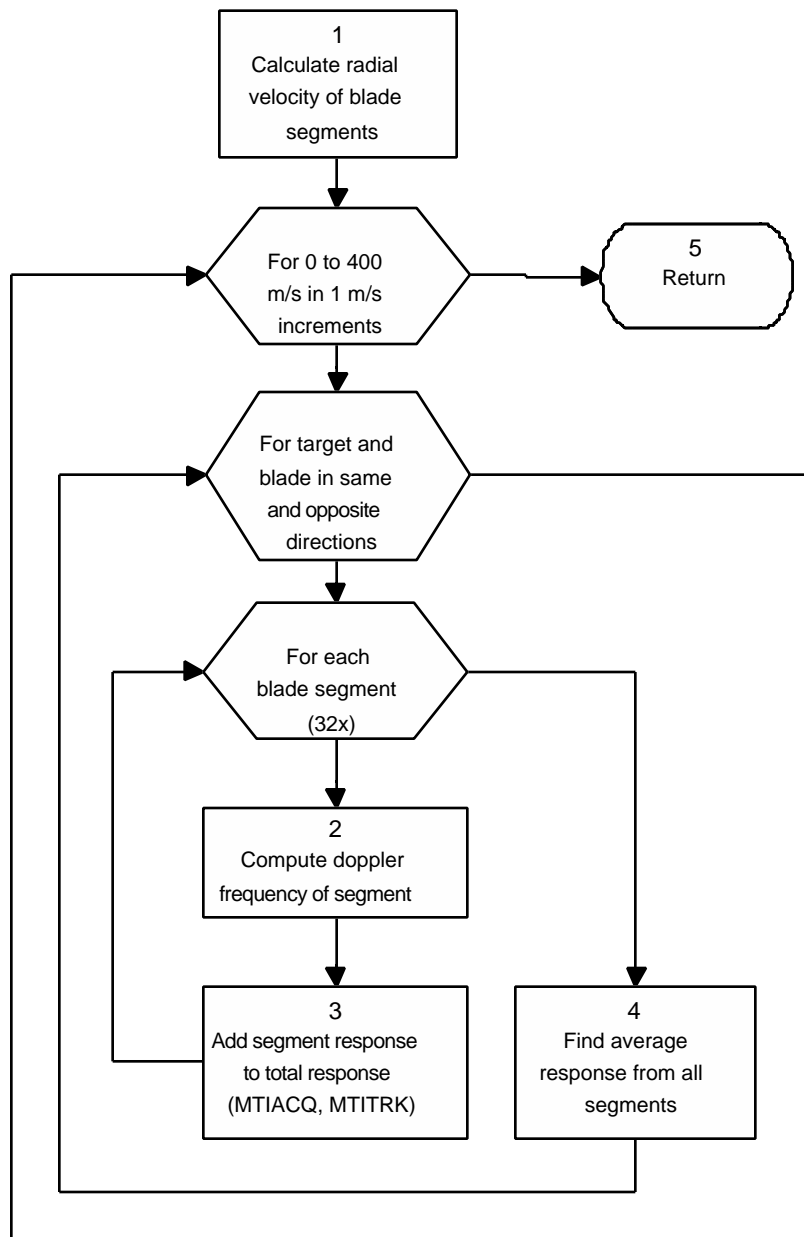 1
Calculate radial
velocity of blade
segments
For 0 to 400
m/s in 1 m/s
increments
5
Return
For target and
blade in same
and opposite
directions
For each
blade segment
(32x)
2
Compute doppler
frequency of segment
3
Add segment response
to total response
(MTIACQ, MTITRK)
4
Find average
response from all
segments